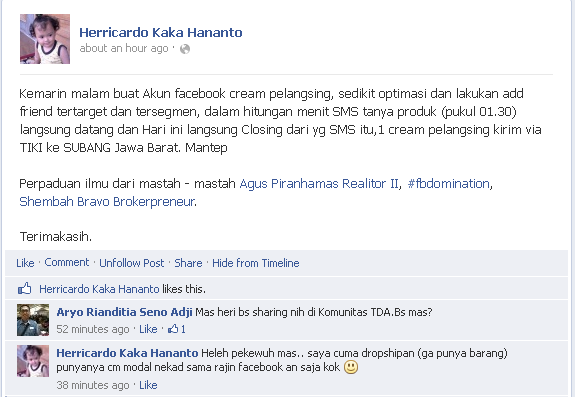 Herricardo Kaka Hananto
about an hour ago ·
Kemarin malam buat Akun facebook cream pelangsing, sedikit optimasi dan lakukan add
friend tertarget dan tersegmen, dalam hitungan menit SMS tanya produk (pukul 01.30)
langsung datang dan Hari ini langsung Closing dari yg SMS itu,1 cream pelangsing kirim via
TIKI ke SUBANG Jawa Barat. Mantep
Perpaduan ilmu dari mastah - mastah Agus Piranhamas Realitor II, #fbdomination,
Shembah Bravo Brokerpreneur.
Terimakasih.
Like · Comment · Unfollow Post · Share · Hide from Timeline
Herricardo Kaka Hananto likes this.
Aryo Rianditia Seno Adji Mas heri bs sharing nih di Komunitas TDA.Bs mas?
52 minutes ago · Like · 1
Herricardo Kaka Hananto Heleh pekewuh mas.. saya cuma dropshipan (ga punya barang)
punyanya cm modal nekad sama rajin facebook an saja kok
38 minutes ago · Like